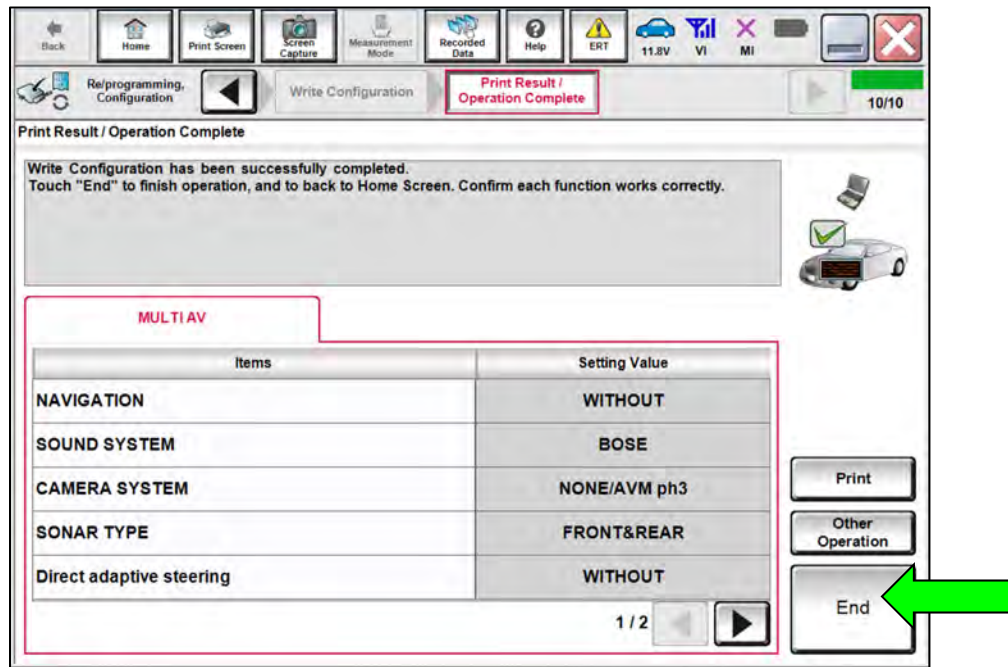 Back
Home
Print Screen
Screen
Capture
Measurement
Mode
Recorded
Data
Help
ERT
11.8V
VI
MI
Re/programming,
Configuration
Write Configuration
Print Result /
Operation Complete
10/10
Print Result / Operation Complete
Write Configuration has been successfully completed.
Touch "End" to finish operation, and to back to Home Screen. Confirm each function works correctly.
MULTI AV
Items
Setting Value
NAVIGATION
WITHOUT
SOUND SYSTEM
BOSE
CAMERA SYSTEM
NONE/AVM ph3
SONAR TYPE
FRONT&REAR
Direct adaptive steering
WITHOUT
1 / 2
Print
Other
Operation
End